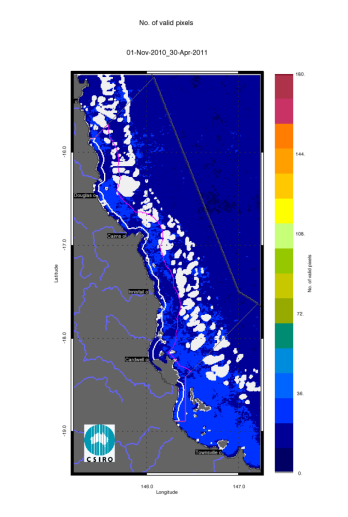 No. of valid pixels
01-Nov-2010_30-Apr-2011
180.
144.
108.
72.
36.
0.
No. of valid pixels
Latitude
-16.0
-17.0
-18.0
-19.0
Douglas
Cairns
Innisfail
Cardwell
Townsville
CSIRO
146.0
147.0
Longitude